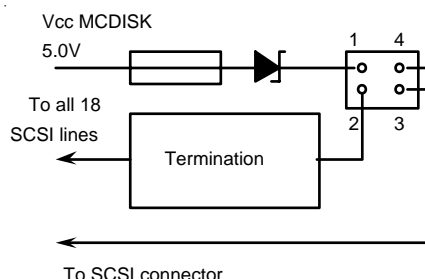 Vcc MCDISK
5.0V
1 4
To all 18
SCSI lines
2 3
Termination
To SCSI connector